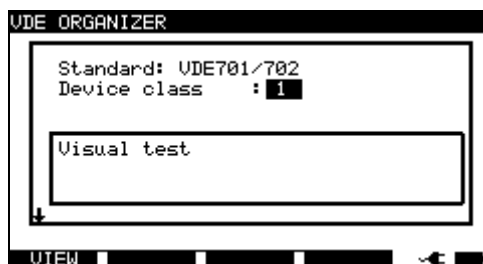 VDE ORGANIZER
Standard: VDE701/702
Device class : 1
Visual test
VIEW